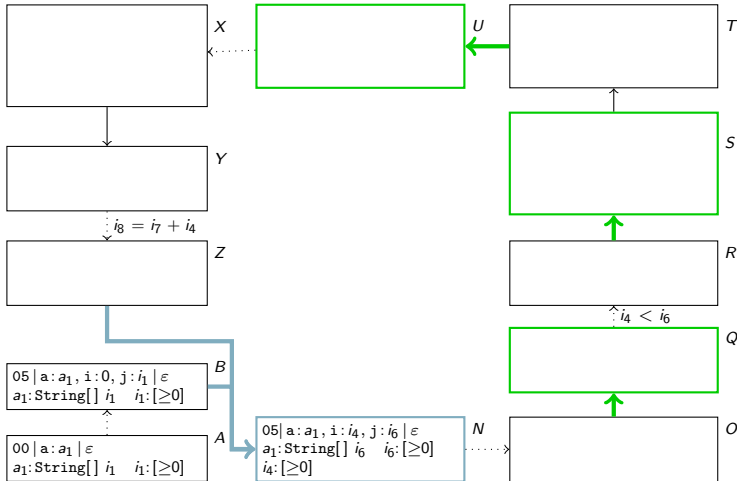 X
U
T
S
Y
i₈ = i₇ + i₄
Z
R
i₄ < i₆
Q
B
05 | a:a₁, i:0, j:i₁ | ε
a₁:String[] i₁ i₁:[≥0]
A
00 | a:a₁ | ε
a₁:String[] i₁ i₁:[≥0]
N
05 | a:a₁, i:i₄, j:i₆ | ε
a₁:String[] i₆ i₆:[≥0]
i₄:[≥0]
O